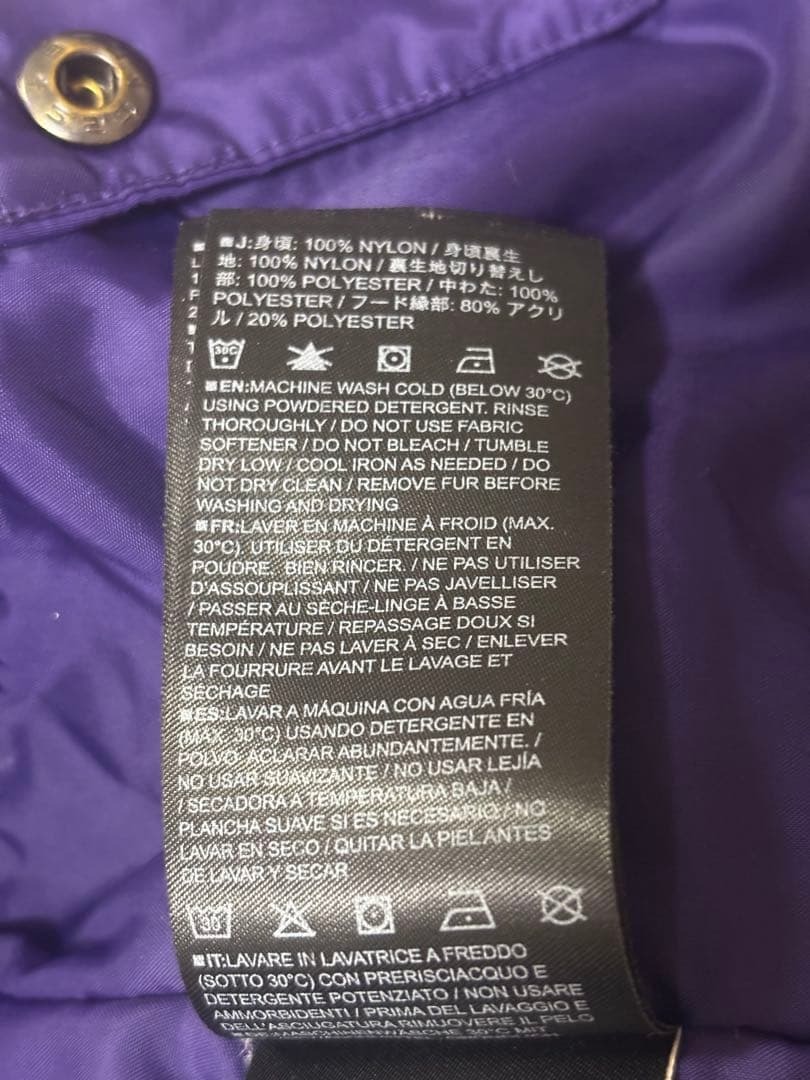 ■J:身頃: 100% NYLON / 身頃裏生
地: 100% NYLON / 裏生地切り替えし
部: 100% POLYESTER / 中わた: 100%
POLYESTER / フード縁部: 80% アクリ
ル / 20% POLYESTER
30C
■EN:MACHINE WASH COLD (BELOW 30°C)
USING POWDERED DETERGENT. RINSE
THOROUGHLY / DO NOT USE FABRIC
SOFTENER / DO NOT BLEACH / TUMBLE
DRY LOW / COOL IRON AS NEEDED / DO
NOT DRY CLEAN / REMOVE FUR BEFORE
WASHING AND DRYING
■FR:LAVER EN MACHINE À FROID (MAX.
30°C). UTILISER DU DÉTERGENT EN
POUDRE. BIEN RINCER. / NE PAS UTILISER
D'ASSOUPLISSANT / NE PAS JAVELLISER
/ PASSER AU SÈCHE-LINGE À BASSE
TEMPÉRATURE / REPASSAGE DOUX SI
BESOIN / NE PAS LAVER À SEC / ENLEVER
LA FOURRURE AVANT LE LAVAGE ET
SÉCHAGE
■ES:LAVAR A MÁQUINA CON AGUA FRÍA
(MAX. 30°C) USANDO DETERGENTE EN
POLVO. ACLARAR ABUNDANTEMENTE. /
NO USAR SUAVIZANTE / NO USAR LEJÍA
/ SECADORA A TEMPERATURA BAJA /
PLANCHA SUAVE SI ES NECESARIO / NO
LAVAR EN SECO / QUITAR LA PIEL ANTES
DE LAVAR Y SECAR
30°
■IT:LAVARE IN LAVATRICE A FREDDO
(SOTTO 30°C) CON PRERISCIACQUO E
DETERGENTE POTENZIATO / NON USARE
AMMORBIDENTI / PRIMA DEL LAVAGGIO E
DELL'ASCIUGATURA RIMUOVERE IL PELO
■DE:MASCHINENWÄSCHE 30°C MIT